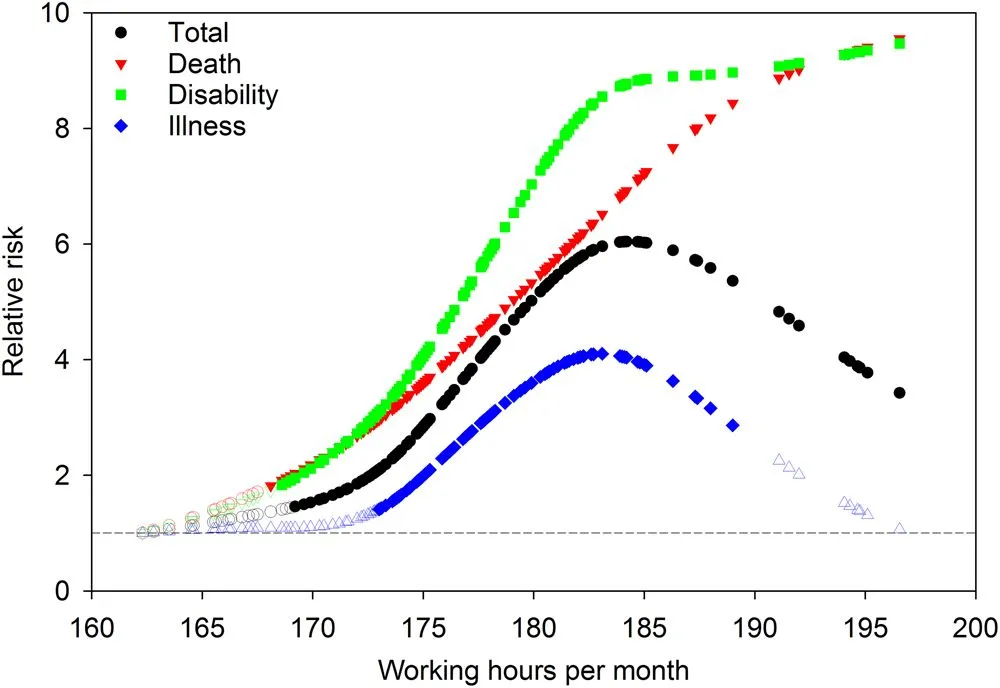 10
8
6
4
2
0
Relative risk
Total
Death
Disability
Illness
160 165 170 175 180 185 190 195 200
Working hours per month